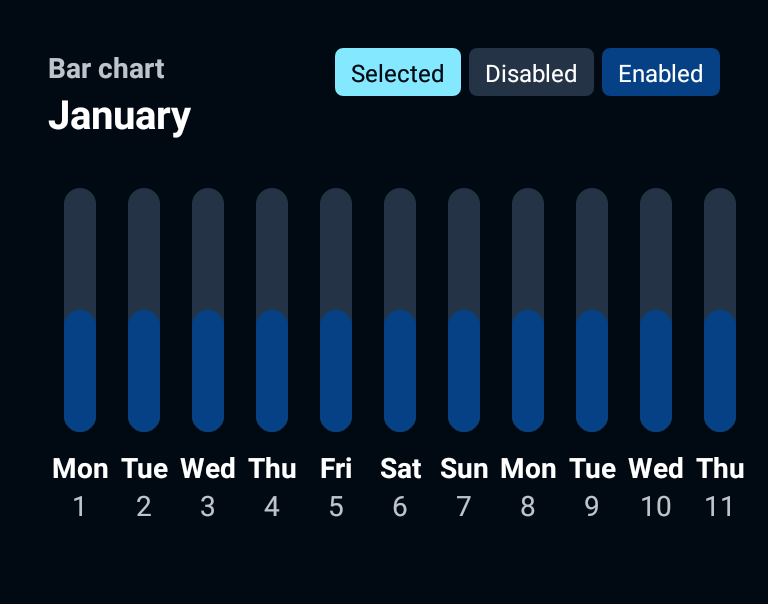 Bar chart
January
Selected Disabled Enabled
Mon Tue Wed Thu Fri Sat Sun Mon Tue Wed Thu
1 2 3 4 5 6 7 8 9 10 11